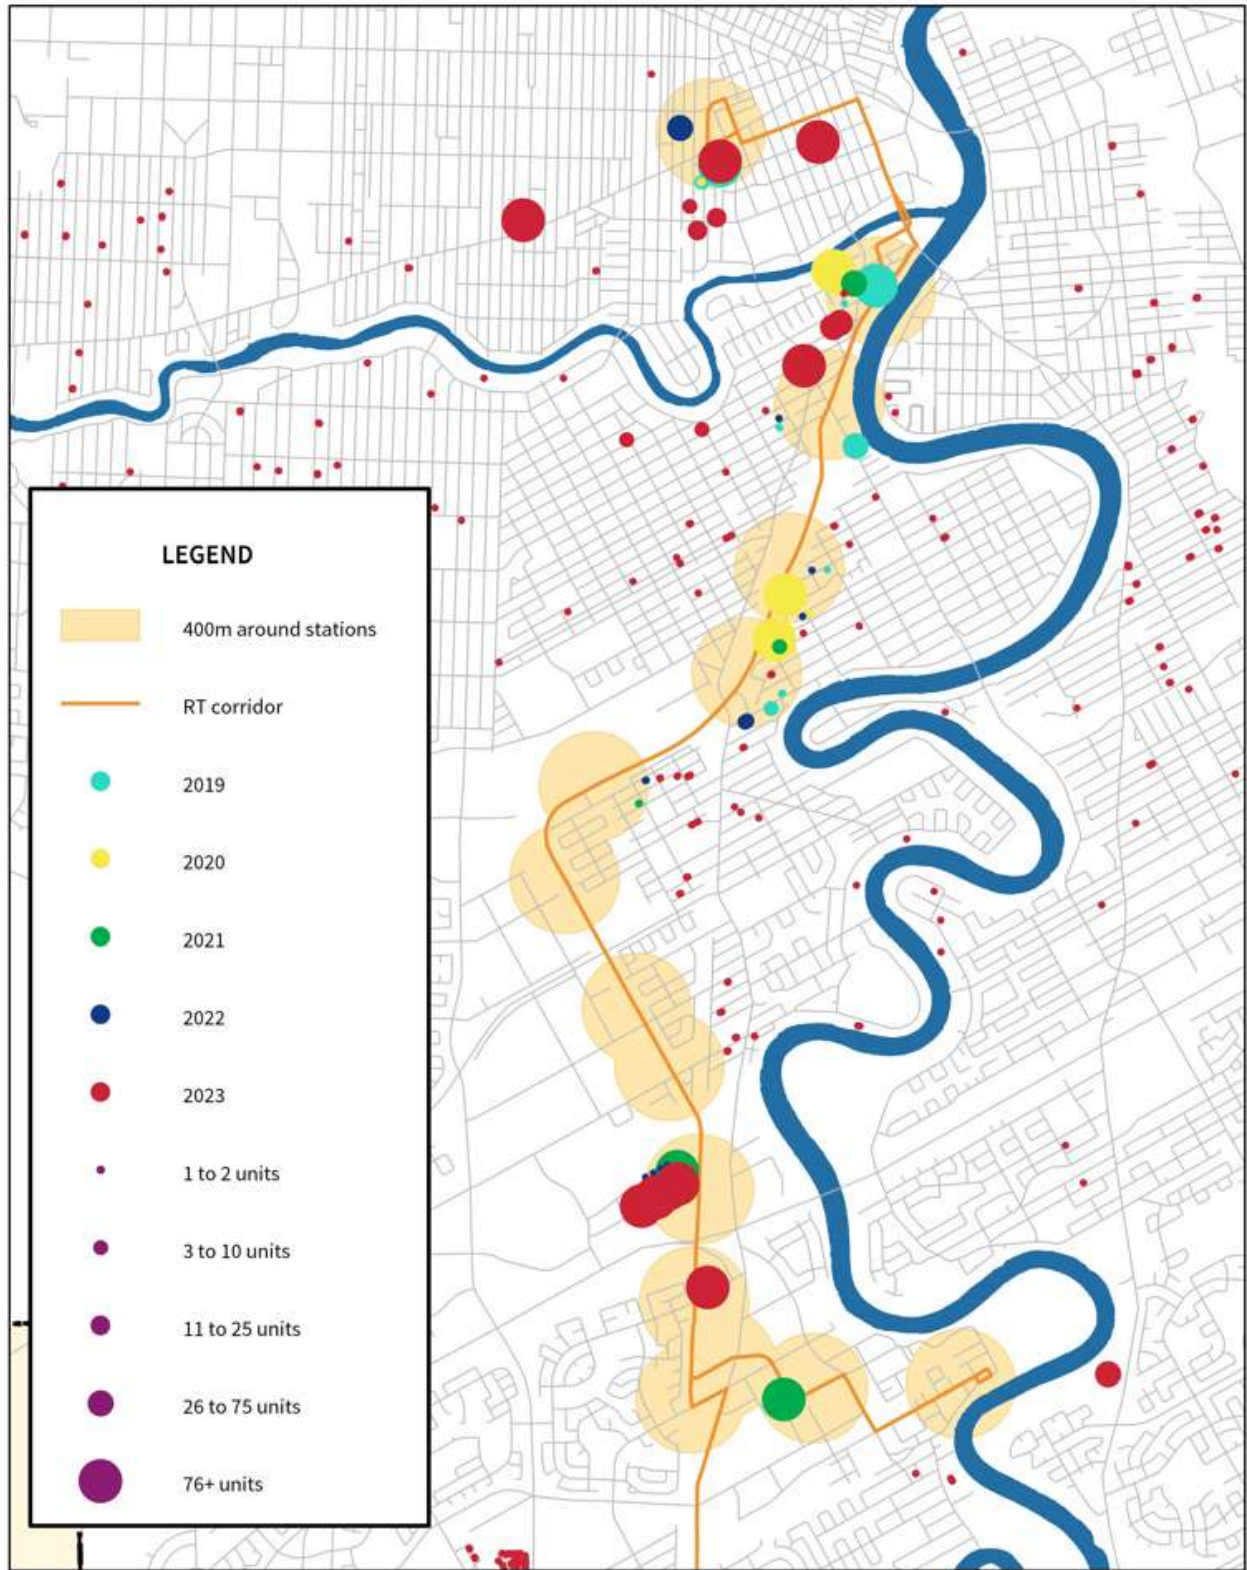 LEGEND
400m around stations
RT corridor
2019
2020
2021
2022
2023
1 to 2 units
3 to 10 units
11 to 25 units
26 to 75 units
76+ units